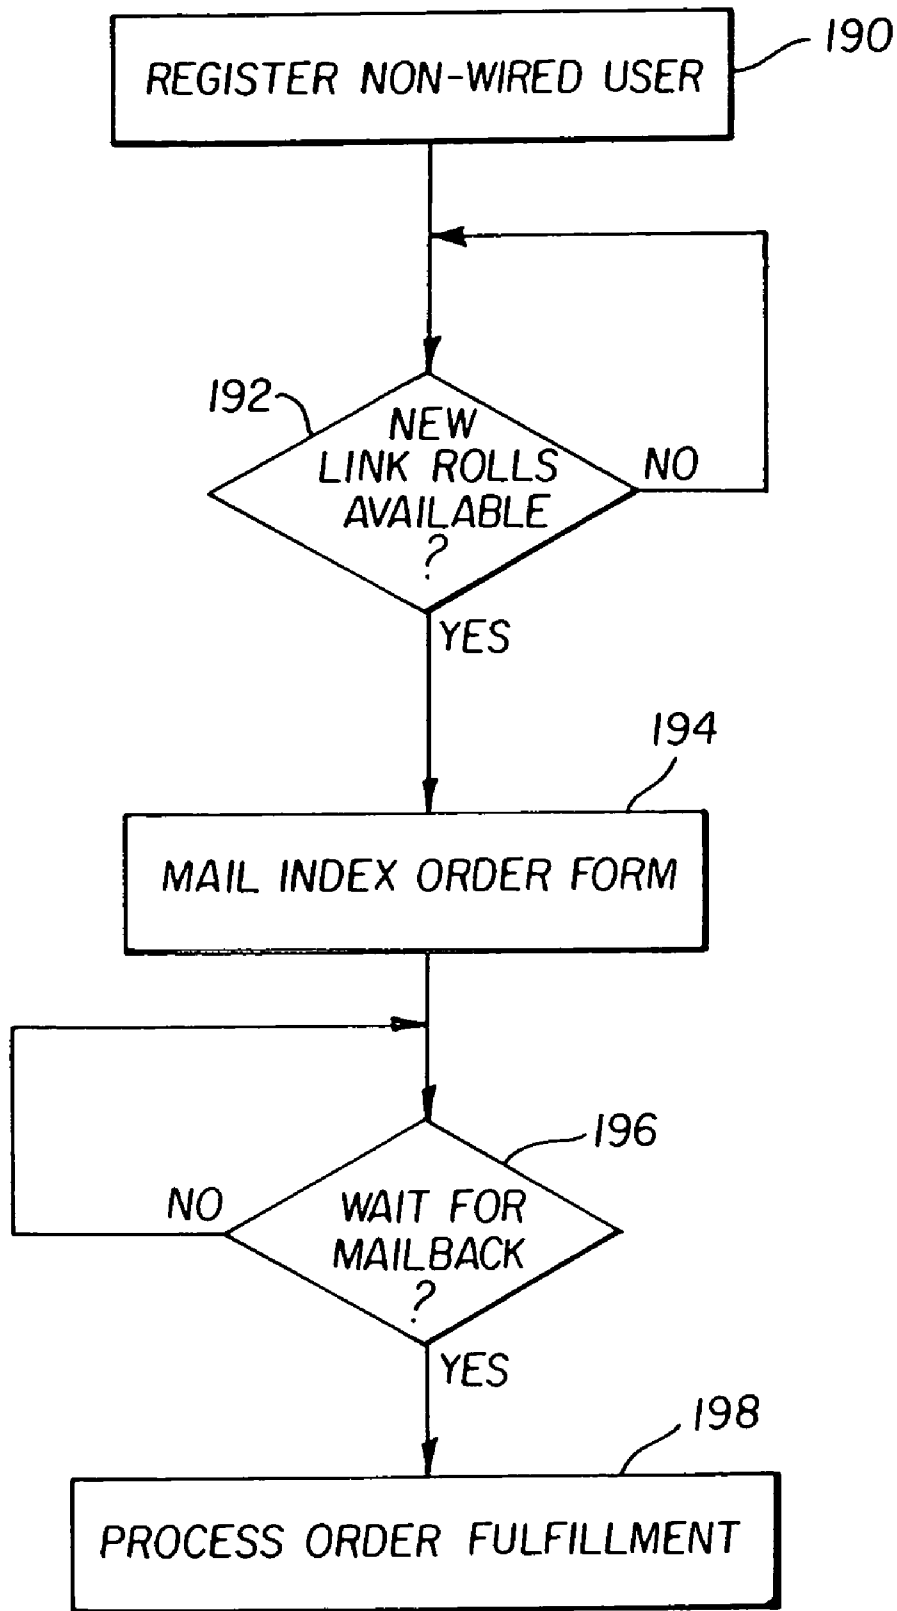 190
REGISTER NON-WIRED USER
192
NEW
LINK ROLLS
AVAILABLE
?
NO
YES
194
MAIL INDEX ORDER FORM
196
NO
WAIT FOR
MAILBACK
?
YES
198
PROCESS ORDER FULFILLMENT